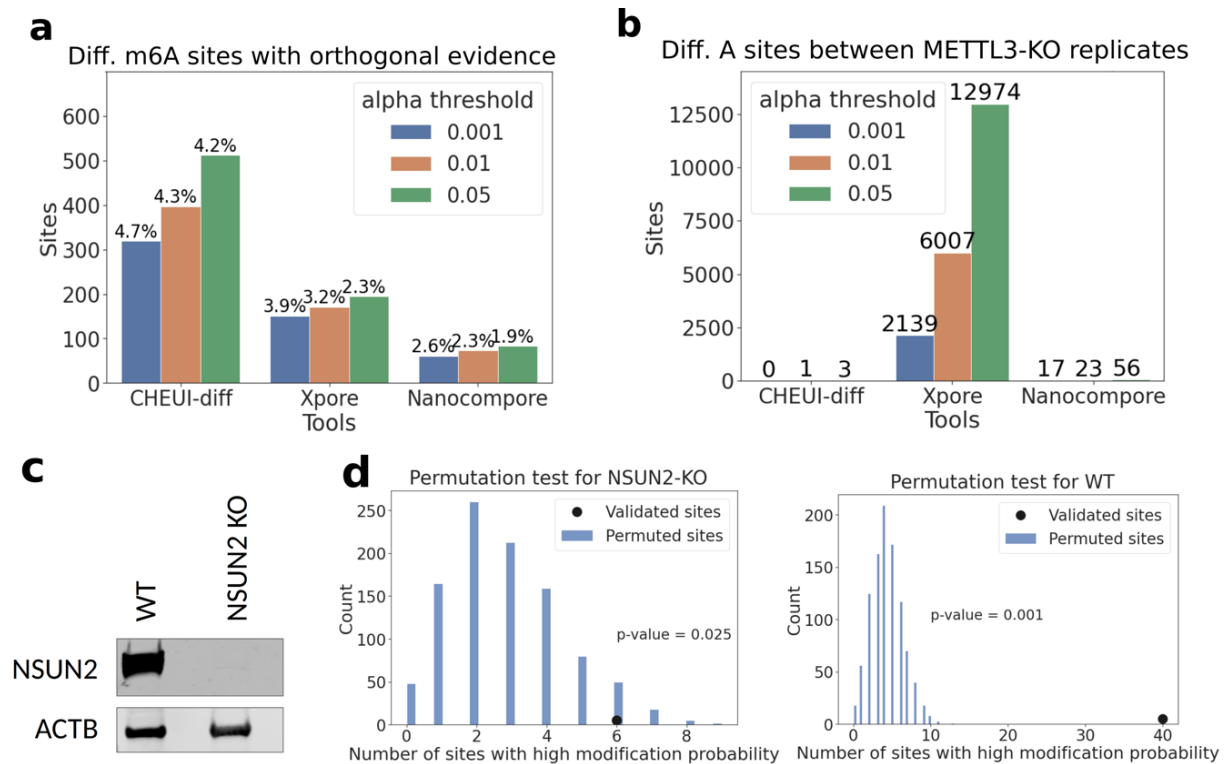 a
Diff. m6A sites with orthogonal evidence
Sites
600
500
400
300
200
100
0
alpha threshold
0.001
0.01
0.05
4.7%
4.3%
4.2%
3.9%
3.2%
2.3%
2.6%
2.3%
1.9%
CHEUI-diff
Xpore
Nanocompore
Tools
b
Diff. A sites between METTL3-KO replicates
Sites
12500
10000
7500
5000
2500
0
alpha threshold
0.001
0.01
0.05
0
1
3
2139
6007
12974
17
23
56
CHEUI-diff
Xpore
Nanocompore
Tools
c
WT
NSUN2 KO
NSUN2
ACTB
d
Permutation test for NSUN2-KO
Count
250
200
150
100
50
0
Validated sites
Permuted sites
p-value = 0.025
0
2
4
6
8
Number of sites with high modification probability
Permutation test for WT
Count
200
150
100
50
0
Validated sites
Permuted sites
p-value = 0.001
0
10
20
30
40
Number of sites with high modification probability